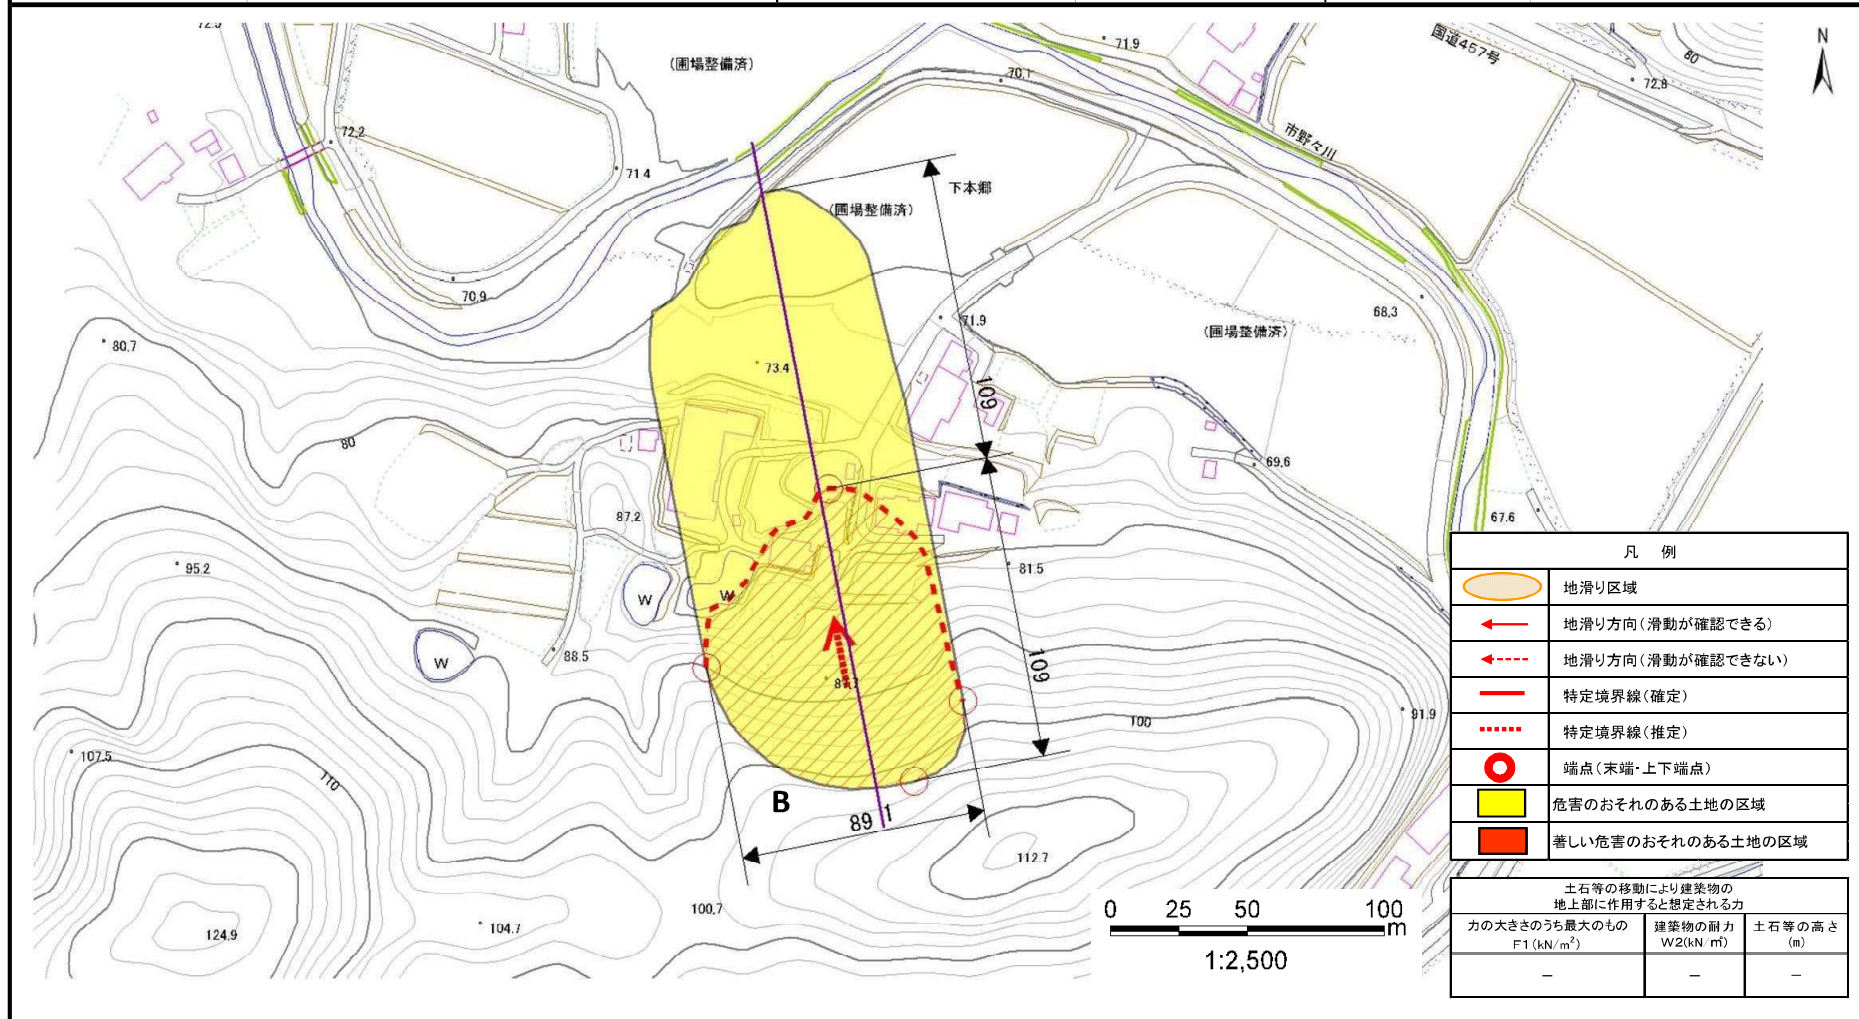 72.5
(圃場整備済)
71.9
国道457号
80
72.8
N
70.1
72.2
市野々川
71.4
下本郷
(圃場整備済)
70.9
71.9
68.3
(圃場整備済)
80.7
73.4
109
80
69.6
87.2
67.6
95.2
81.5
W
W
W
88.5
109
91.9
100
107.5
110
B
89
1
112.7
100.7
104.7
124.9
0 25 50 100
m
1:2,500
凡 例
地滑り区域
地滑り方向(滑動が確認できる)
地滑り方向(滑動が確認できない)
特定境界線(確定)
特定境界線(推定)
端点(末端・上下端点)
危害のおそれのある土地の区域
著しい危害のおそれのある土地の区域
土石等の移動により建築物の
地上部に作用すると想定される力
力の大きさのうち最大のもの
F1(kN/m²)
建築物の耐力
W2(kN/㎡)
土石等の高さ
(m)
－ － －